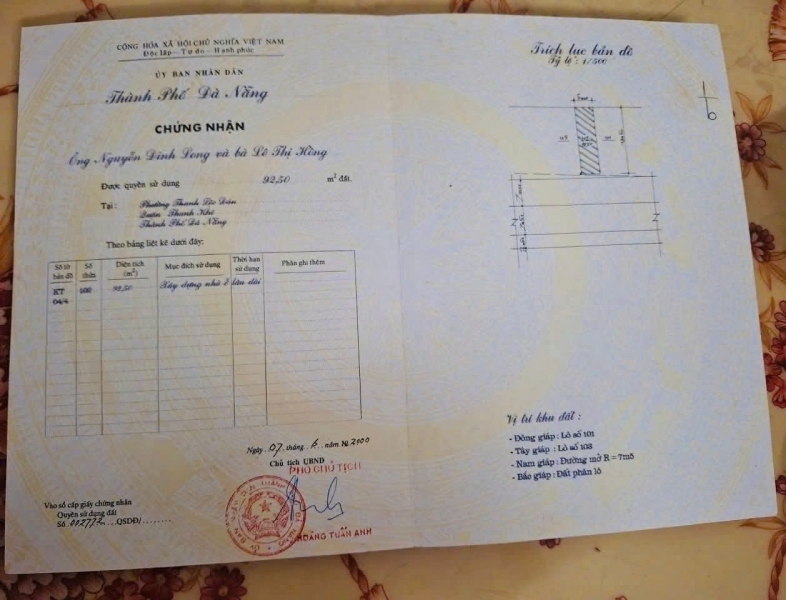 CỘNG HÒA XÃ HỘI CHỦ NGHĨA VIỆT NAM
Độc lập - Tự do - Hạnh phúc
ỦY BAN NHÂN DÂN
Thành Phố Đà Nẵng
CHỨNG NHẬN
Ông Nguyễn Đình Long và bà Lê Thị Hồng
Được quyền sử dụng 92,50 m² đất.
Tại : Phường Thanh Lộc Đán
Quận Thanh Khê
Thành Phố Đà Nẵng
Theo bảng liệt kê dưới đây:
Số tờ bản đồ Số thửa Diện tích (m²) Mục đích sử dụng Thời hạn sử dụng Phần ghi thêm
KT 04/4 102 92,50 Xây dựng nhà ở lâu dài
Ngày 07 tháng 6 năm 2000
Chủ tịch UBND
PHÓ CHỦ TỊCH
HOÀNG TUẤN ANH
Vào sổ cấp giấy chứng nhận
Quyền sử dụng đất
Số 002772 QSDĐ/........
Trích lục bản đồ
Tỷ lệ : 1/500
Vị trí khu đất :
- Đông giáp : Lô số 101
- Tây giáp : Lô số 103
- Nam giáp : Đường mở R = 7m5
- Bắc giáp : Đất phân lô